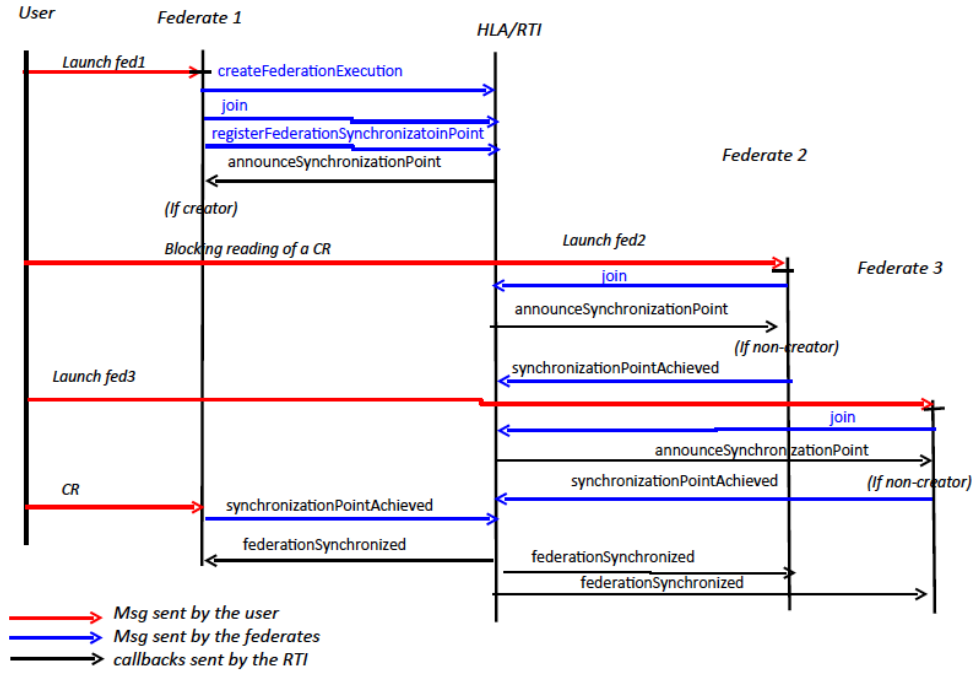 User
Federate 1
HLA/RTI
Launch fed1
createFederationExecution
join
registerFederationSynchronizatoinPoint
announceSynchronizationPoint
Federate 2
(If creator)
Blocking reading of a CR
Launch fed2
join
Federate 3
announceSynchronizationPoint
(If non-creator)
synchronizationPointAchieved
Launch fed3
join
announceSynchronizationPoint
synchronizationPointAchieved
(If non-creator)
CR
synchronizationPointAchieved
federationSynchronized
federationSynchronized
federationSynchronized
Msg sent by the user
Msg sent by the federates
callbacks sent by the RTI